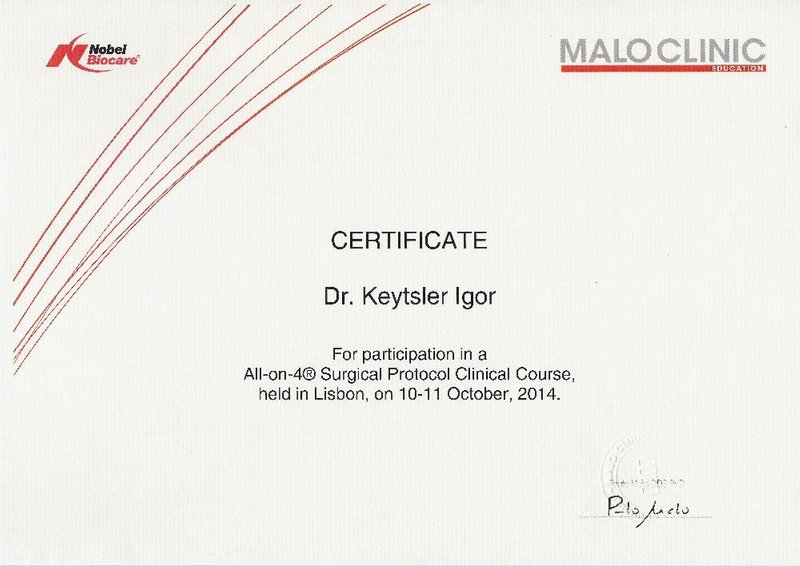 Nobel
Biocare®
MALO CLINIC
EDUCATION
CERTIFICATE
Dr. Keytsler Igor
For participation in a
All-on-4® Surgical Protocol Clinical Course,
held in Lisbon, on 10-11 October, 2014.